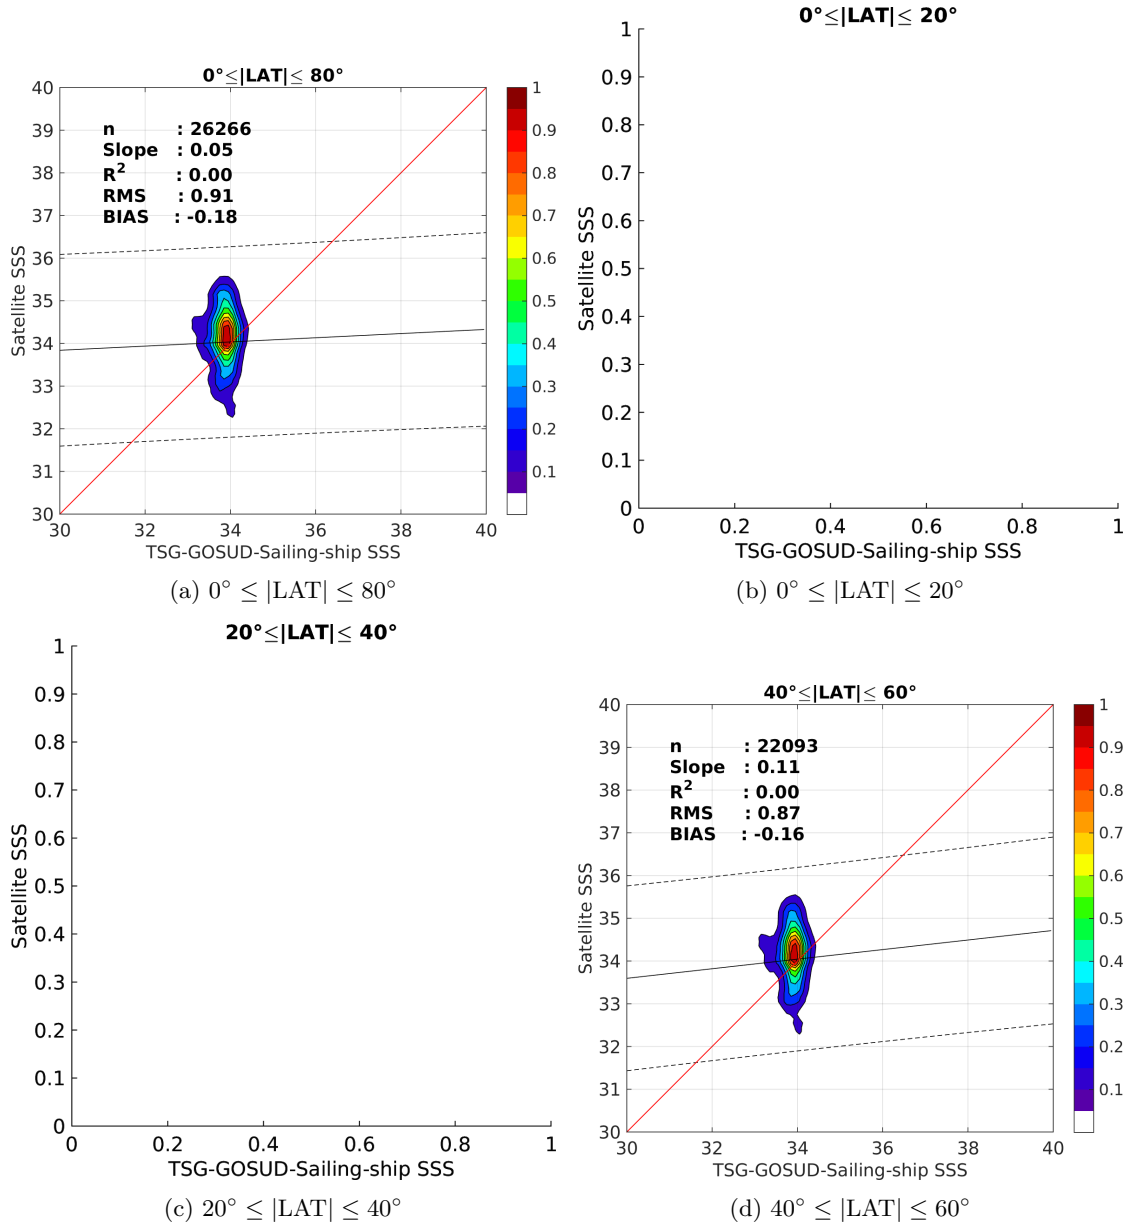 0°≤|LAT|≤ 80°
40
39
38
37
36
35
34
33
32
31
30
30 32 34 36 38 40
n : 26266
Slope : 0.05
R² : 0.00
RMS : 0.91
BIAS : -0.18
Satellite SSS
TSG-GOSUD-Sailing-ship SSS
1
0.9
0.8
0.7
0.6
0.5
0.4
0.3
0.2
0.1
(a) 0° ≤ |LAT| ≤ 80°
0°≤|LAT|≤ 20°
1
0.9
0.8
0.7
0.6
0.5
0.4
0.3
0.2
0.1
0
0 0.2 0.4 0.6 0.8 1
Satellite SSS
TSG-GOSUD-Sailing-ship SSS
(b) 0° ≤ |LAT| ≤ 20°
20°≤|LAT|≤ 40°
1
0.9
0.8
0.7
0.6
0.5
0.4
0.3
0.2
0.1
0
0 0.2 0.4 0.6 0.8 1
Satellite SSS
TSG-GOSUD-Sailing-ship SSS
(c) 20° ≤ |LAT| ≤ 40°
40°≤|LAT|≤ 60°
40
39
38
37
36
35
34
33
32
31
30
30 32 34 36 38 40
n : 22093
Slope : 0.11
R² : 0.00
RMS : 0.87
BIAS : -0.16
Satellite SSS
TSG-GOSUD-Sailing-ship SSS
1
0.9
0.8
0.7
0.6
0.5
0.4
0.3
0.2
0.1
(d) 40° ≤ |LAT| ≤ 60°